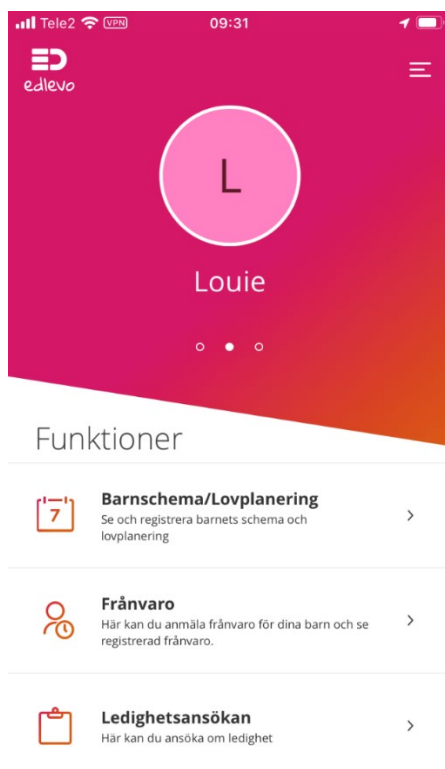 Tele2 VPN 09:31
edlevo
L
Louie
Funktioner
7
Barnschema/Lovplanering
Se och registrera barnets schema och
lovplanering
Frånvaro
Här kan du anmäla frånvaro för dina barn och se
registrerad frånvaro.
Ledighetsansökan
Här kan du ansöka om ledighet